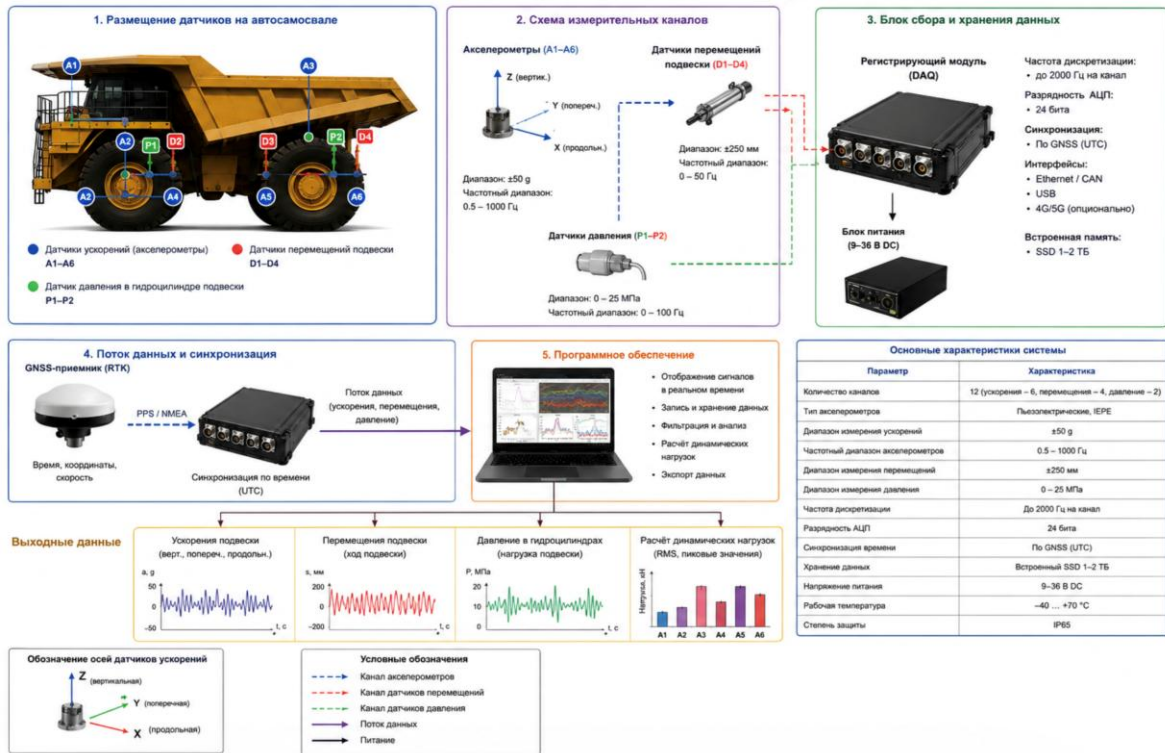 1. Размещение датчиков на автосамосвале
A1
A3
A2
P1
D2
D3
P2
D4
A2
A4
A5
A6
Датчики ускорений (акселерометры)
A1–A6
Датчики перемещений подвески
D1–D4
Датчик давления в гидроцилиндре подвески
P1–P2
2. Схема измерительных каналов
Акселерометры (A1–A6)
Z (вертик.)
Y (попереч.)
X (продольн.)
Диапазон: ±50 g
Частотный диапазон:
0.5 – 1000 Гц
Датчики перемещений
подвески (D1–D4)
Диапазон: ±250 мм
Частотный диапазон:
0 – 50 Гц
Датчики давления (P1–P2)
Диапазон: 0 – 25 МПа
Частотный диапазон: 0 – 100 Гц
3. Блок сбора и хранения данных
Регистрирующий модуль
(DAQ)
Блок питания
(9–36 В DC)
Частота дискретизации:
• до 2000 Гц на канал
Разрядность АЦП:
• 24 бита
Синхронизация:
• По GNSS (UTC)
Интерфейсы:
• Ethernet / CAN
• USB
• 4G/5G (опционально)
Встроенная память:
• SSD 1–2 ТБ
4. Поток данных и синхронизация
GNSS-приемник (RTK)
PPS / NMEA
Время, координаты,
скорость
Синхронизация по времени
(UTC)
Поток данных
(ускорения, перемещения,
давление)
5. Программное обеспечение
• Отображение сигналов
в реальном времени
• Запись и хранение данных
• Фильтрация и анализ
• Расчёт динамических
нагрузок
• Экспорт данных
Основные характеристики системы
Параметр Характеристика
Количество каналов 12 (ускорения – 6, перемещения – 4, давление – 2)
Тип акселерометров Пьезоэлектрические, IEPE
Диапазон измерения ускорений ±50 g
Частотный диапазон акселерометров 0.5 – 1000 Гц
Диапазон измерения перемещений ±250 мм
Диапазон измерения давления 0 – 25 МПа
Частота дискретизации До 2000 Гц на канал
Разрядность АЦП 24 бита
Синхронизация времени По GNSS (UTC)
Хранение данных Встроенный SSD 1–2 ТБ
Напряжение питания 9–36 В DC
Рабочая температура –40 ... +70 °C
Степень защиты IP65
Выходные данные
Ускорения подвески
(верт., попереч., продольн.)
a, g
50
0
–50
t, c
Перемещения подвески
(ход подвески)
s, мм
200
0
–200
t, c
Давление в гидроцилиндрах
(нагрузка подвески)
P, МПа
20
10
0
t, c
Расчёт динамических нагрузок
(RMS, пиковые значения)
A1 A2 A3 A4 A5 A6
Обозначение осей датчиков ускорений
Z (вертикальная)
Y (поперечная)
X (продольная)
Условные обозначения
Канал акселерометров
Канал датчиков перемещений
Канал датчиков давления
Поток данных
Питание